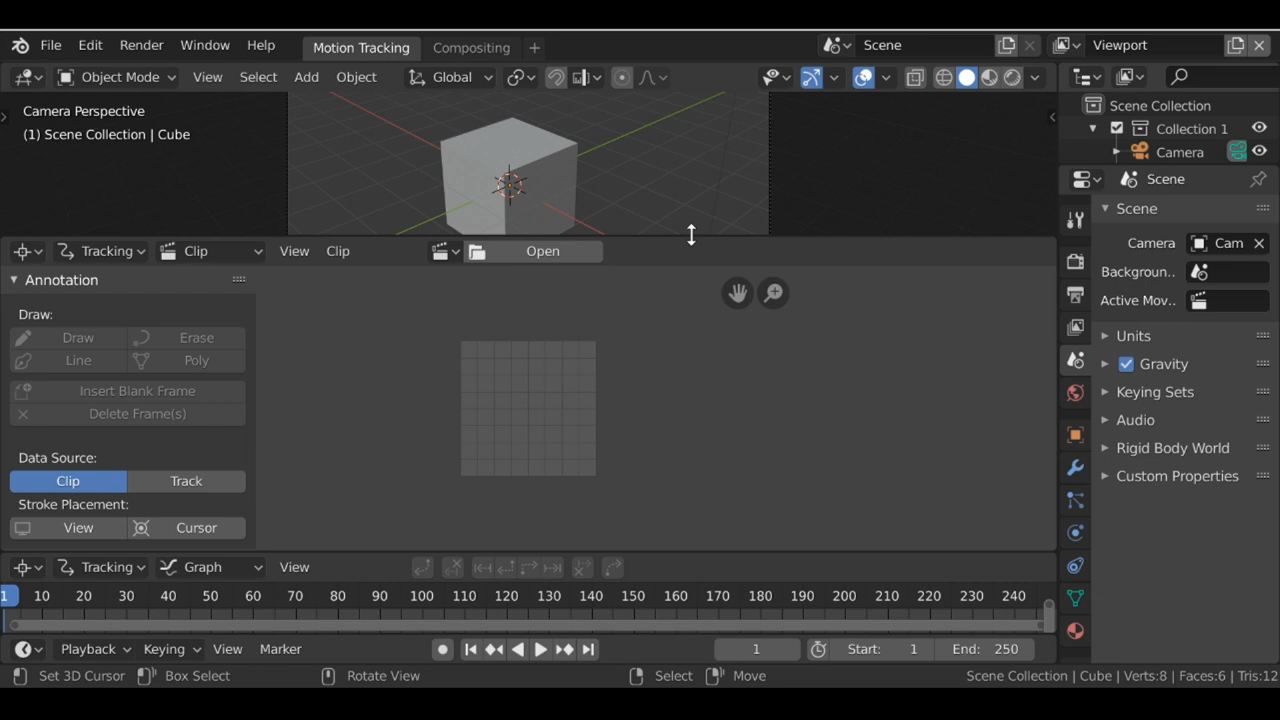 File Edit Render Window Help Motion Tracking Compositing + Scene Viewport
Object Mode View Select Add Object Global
Camera Perspective
(1) Scene Collection | Cube
Scene Collection
Collection 1
Camera
Scene
Scene
Camera Cam
Backgroun..
Active Mov..
Units
Gravity
Keying Sets
Audio
Rigid Body World
Custom Properties
Tracking Clip View Clip Open
Annotation
Draw:
Draw Erase
Line Poly
Insert Blank Frame
Delete Frame(s)
Data Source:
Clip Track
Stroke Placement:
View Cursor
Tracking Graph View
1 10 20 30 40 50 60 70 80 90 100 110 120 130 140 150 160 170 180 190 200 210 220 230 240
Playback Keying View Marker 1 Start: 1 End: 250
Set 3D Cursor Box Select Rotate View Select Move Scene Collection | Cube | Verts:8 | Faces:6 | Tris:12